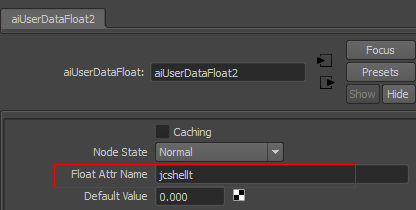 aiUserDataFloat2
Focus
aiUserDataFloat: aiUserDataFloat2
Presets
Show Hide
Caching
Node State Normal
Float Attr Name jcshellt
Default Value 0.000